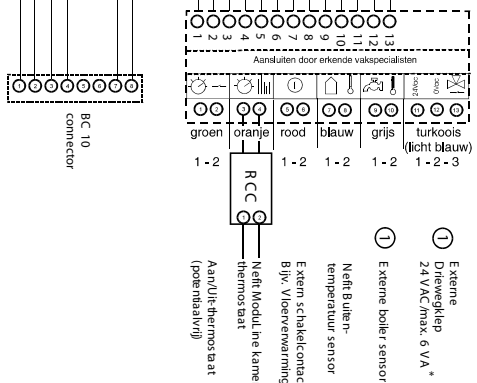 1 2 3 4 5 6 7 8 9 10 11 12 13
Aansluiten door erkende vakspecialisten
24Vdc 0Vdc
1 2 3 4 5 6 7 8 9 10 11 12 13
groen oranje rood blauw grijs turkoois
(licht blauw)
1 - 2 1 - 2 1 - 2 1 - 2 1 - 2 - 3
1 2 3 4 5 6 7 8
BC 10
connector
RCC
1 2
Aan/Uit-thermostaat
(potentiaalvrij)
Nefit ModuLine kame
thermostaat
Extern schakelcontac
Bijv. Vloerverwarming
Nefit Buiten-
temperatuur sensor
1 Externe boiler sensor
1 Externe
Driewegklep
24 VAC/max. 6 VA *